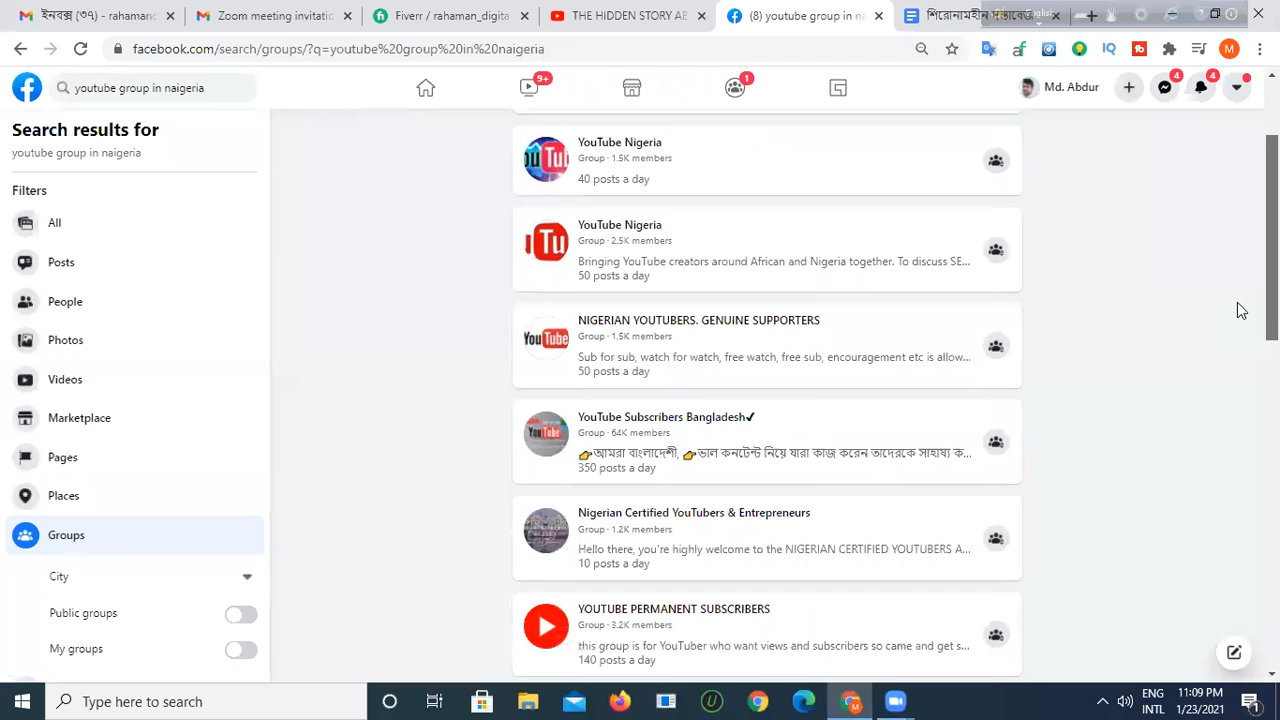 ইনবক্স (৭৭) - rahamanc
Zoom meeting invitatio
Fiverr / rahaman_digita
THE HIDDEN STORY AB
(8) youtube group in na
শিরোনামহীন
English
facebook.com/search/groups/?q=youtube%20group%20in%20naigeria
youtube group in naigeria
9+
1
Md. Abdur
4
4
Search results for
youtube group in naigeria
Filters
All
Posts
People
Photos
Videos
Marketplace
Pages
Places
Groups
City
Public groups
My groups
YouTube Nigeria
Group · 1.5K members
40 posts a day
YouTube Nigeria
Group · 2.5K members
Bringing YouTube creators around African and Nigeria together. To discuss SE...
50 posts a day
NIGERIAN YOUTUBERS. GENUINE SUPPORTERS
Group · 1.5K members
Sub for sub, watch for watch, free watch, free sub, encouragement etc is allow...
50 posts a day
YouTube Subscribers Bangladesh✔
Group · 64K members
👉আমরা বাংলাদেশী, 👉ভাল কনটেন্ট নিয়ে যারা কাজ করেন তাদেরকে সাহায্য ক...
350 posts a day
Nigerian Certified YouTubers & Entrepreneurs
Group · 1.2K members
Hello there, you're highly welcome to the NIGERIAN CERTIFIED YOUTUBERS A...
10 posts a day
YOUTUBE PERMANENT SUBSCRIBERS
Group · 3.2K members
this group is for YouTuber who want views and subscribers so came and get s...
140 posts a day
Type here to search
ENG
INTL
11:09 PM
1/23/2021